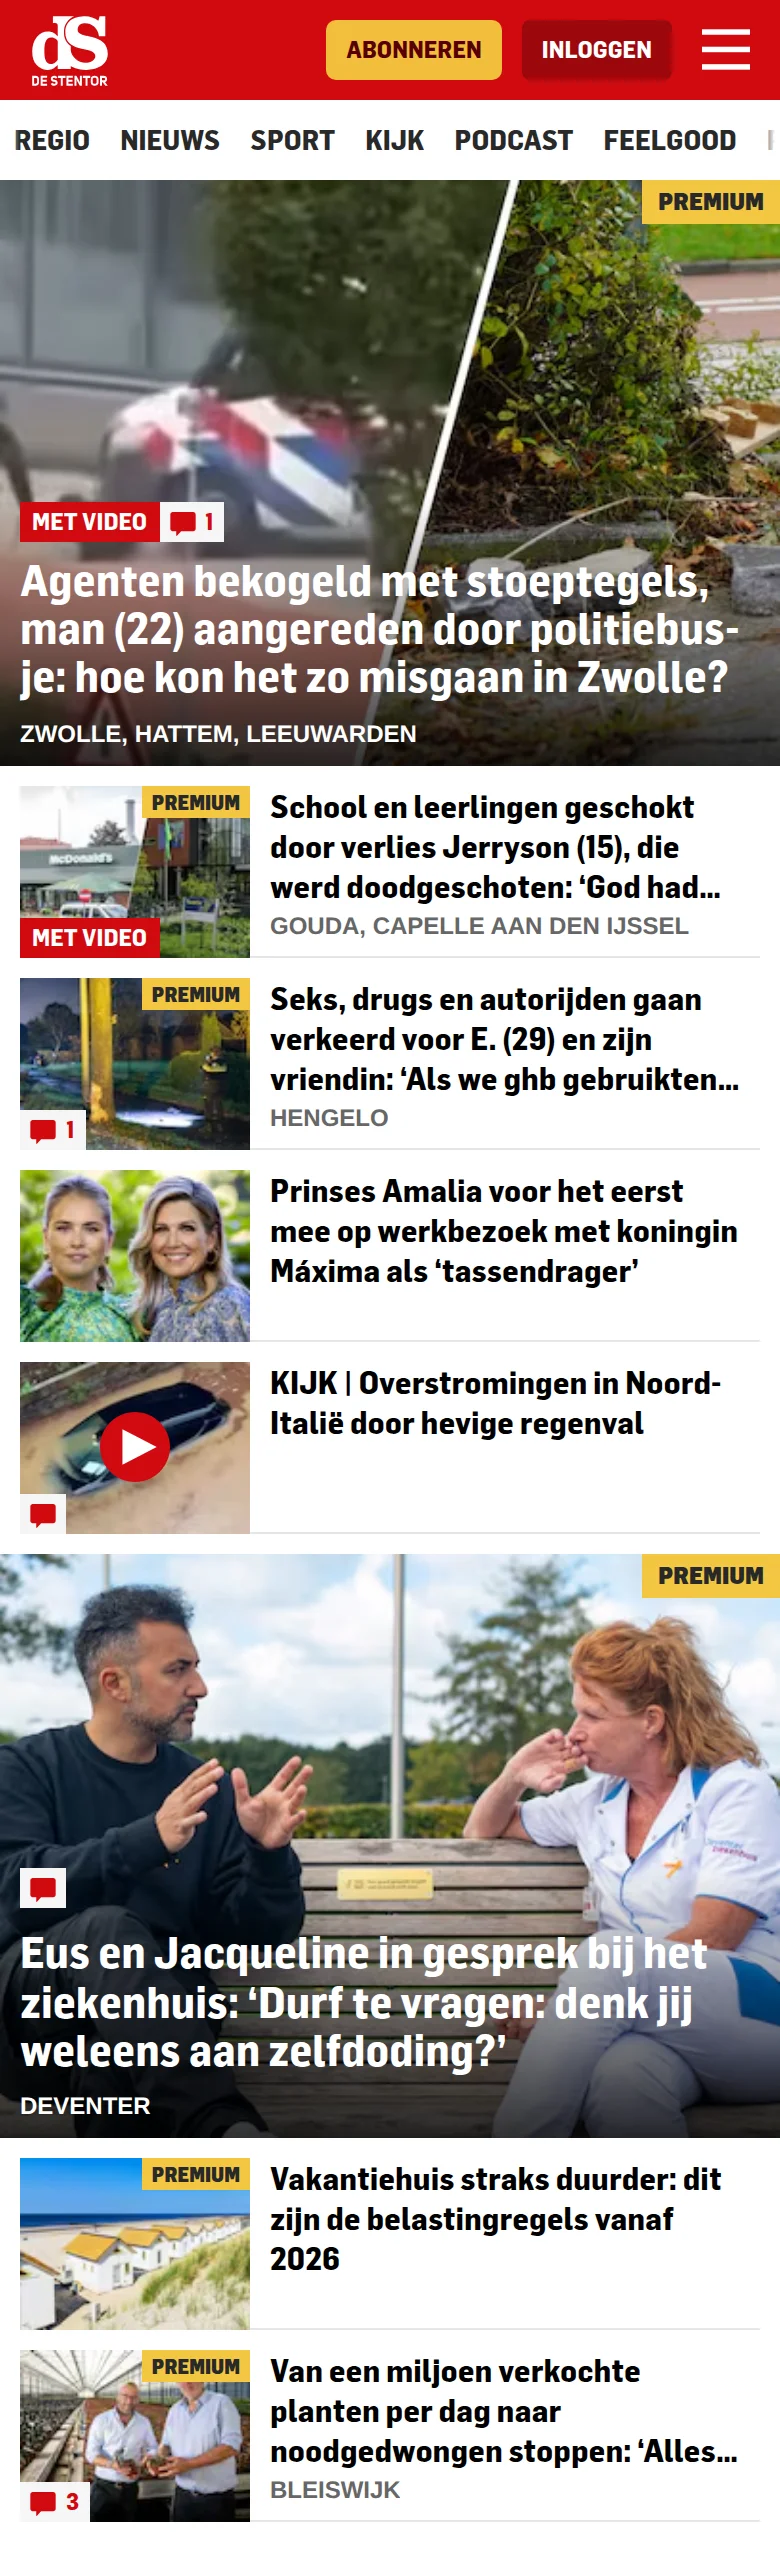 dS
DE STENTOR
ABONNEREN
INLOGGEN
REGIO NIEUWS SPORT KIJK PODCAST FEELGOOD
PREMIUM
MET VIDEO 1
Agenten bekogeld met stoeptegels,
man (22) aangereden door politiebus-
je: hoe kon het zo misgaan in Zwolle?
ZWOLLE, HATTEM, LEEUWARDEN
PREMIUM
McDonald's
MET VIDEO
School en leerlingen geschokt
door verlies Jerryson (15), die
werd doodgeschoten: ‘God had...
GOUDA, CAPELLE AAN DEN IJSSEL
PREMIUM
1
Seks, drugs en autorijden gaan
verkeerd voor E. (29) en zijn
vriendin: ‘Als we ghb gebruikten...
HENGELO
Prinses Amalia voor het eerst
mee op werkbezoek met koningin
Máxima als ‘tassendrager’
KIJK | Overstromingen in Noord-
Italië door hevige regenval
PREMIUM
Deventer
Ziekenhuis
Eus en Jacqueline in gesprek bij het
ziekenhuis: ‘Durf te vragen: denk jij
weleens aan zelfdoding?’
DEVENTER
PREMIUM
Vakantiehuis straks duurder: dit
zijn de belastingregels vanaf
2026
PREMIUM
3
Van een miljoen verkochte
planten per dag naar
noodgedwongen stoppen: ‘Alles...
BLEISWIJK